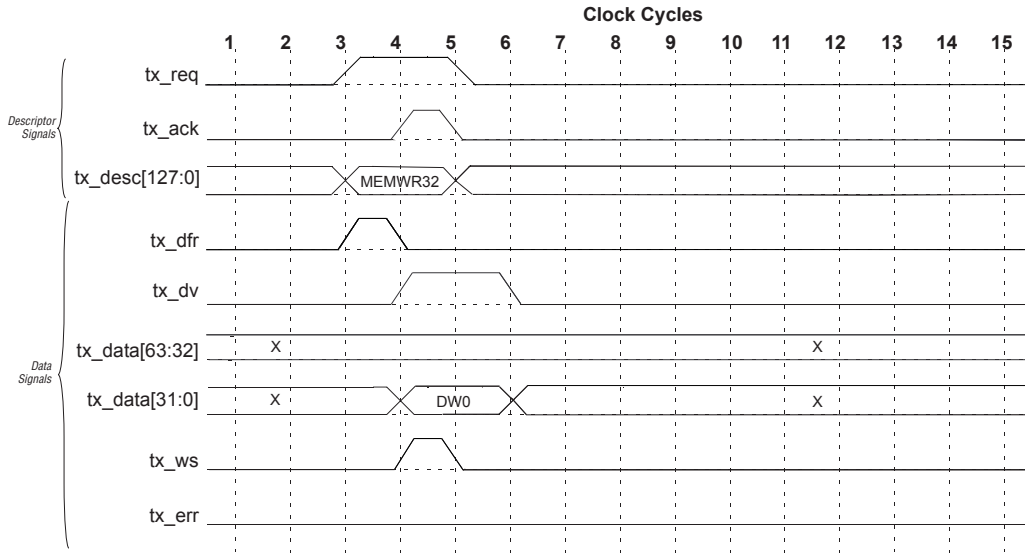 Clock Cycles
1 2 3 4 5 6 7 8 9 10 11 12 13 14 15
Descriptor
Signals
tx_req
tx_ack
tx_desc[127:0] MEMWR32
Data
Signals
tx_dfr
tx_dv
tx_data[63:32] X X
tx_data[31:0] X DW0 X
tx_ws
tx_err